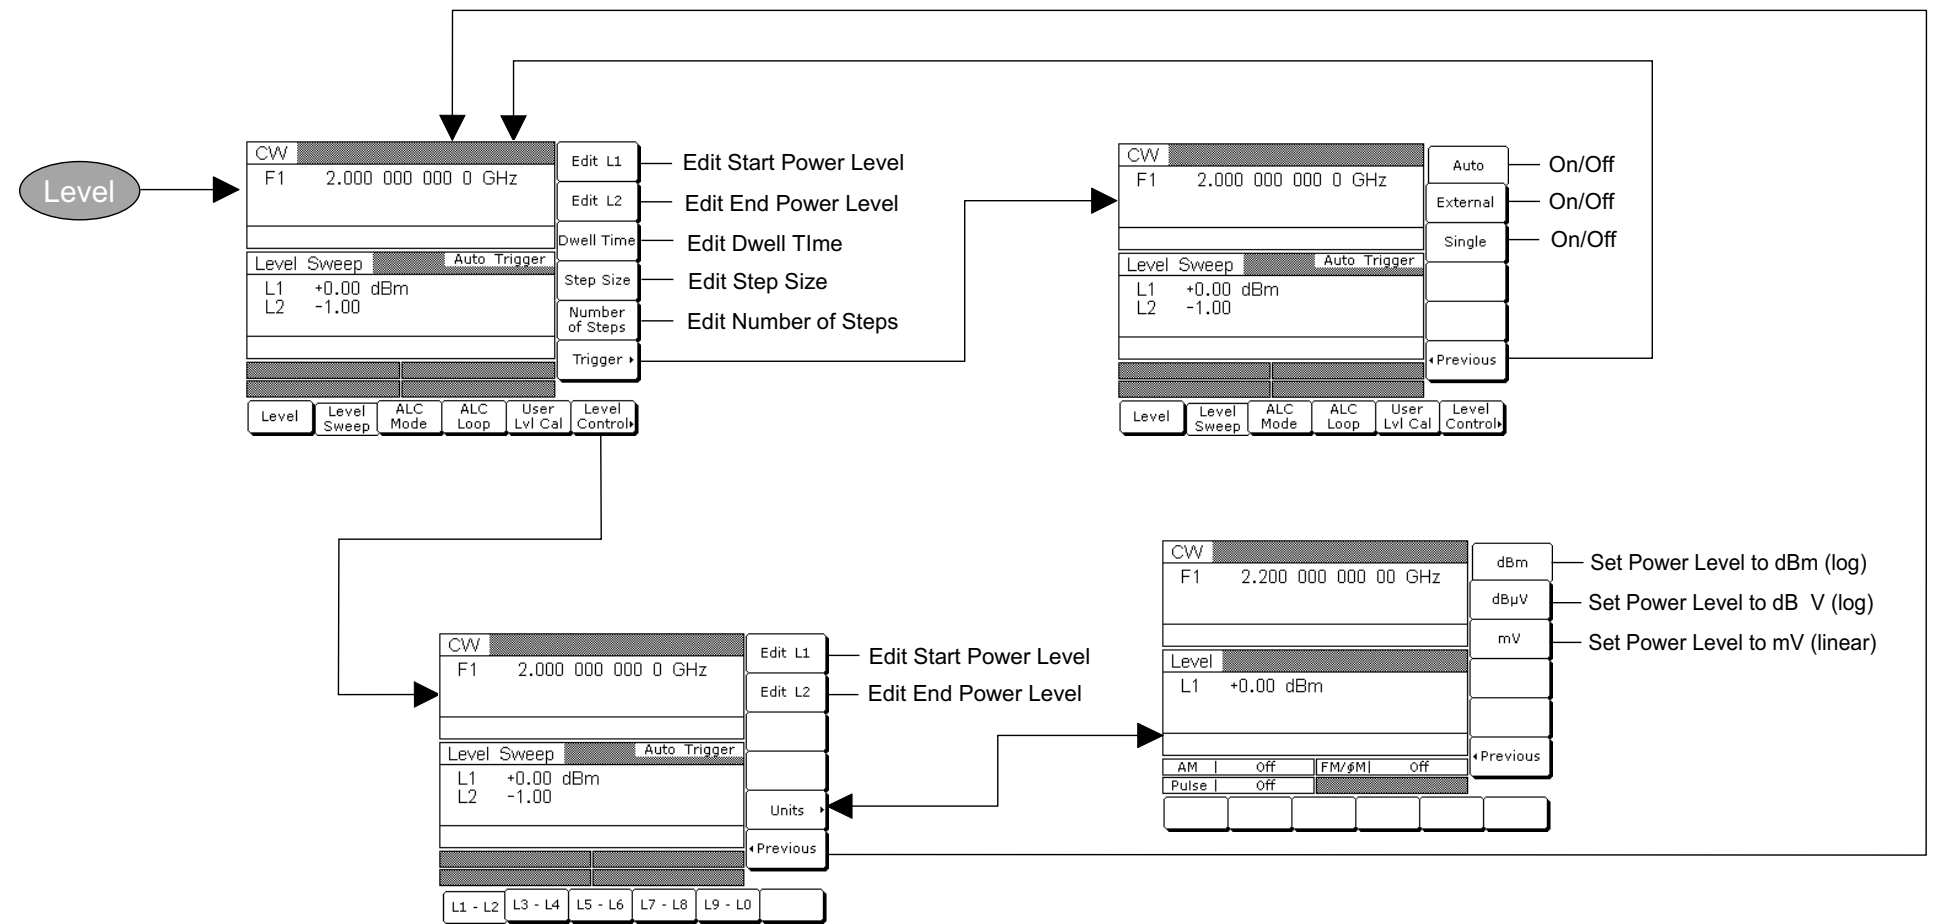 Level
CW
F1 2.000 000 000 0 GHz
Level Sweep Auto Trigger
L1 +0.00 dBm
L2 -1.00
Edit L1
Edit L2
Dwell Time
Step Size
Number
of Steps
Trigger
Edit Start Power Level
Edit End Power Level
Edit Dwell TIme
Edit Step Size
Edit Number of Steps
Level
Level
Sweep
ALC
Mode
ALC
Loop
User
Lvl Cal
Level
Control
CW
F1 2.000 000 000 0 GHz
Level Sweep Auto Trigger
L1 +0.00 dBm
L2 -1.00
Auto
External
Single
Previous
On/Off
On/Off
On/Off
Level
Level
Sweep
ALC
Mode
ALC
Loop
User
Lvl Cal
Level
Control
CW
F1 2.000 000 000 0 GHz
Level Sweep Auto Trigger
L1 +0.00 dBm
L2 -1.00
Edit L1
Edit L2
Units
Previous
Edit Start Power Level
Edit End Power Level
L1 - L2 L3 - L4 L5 - L6 L7 - L8 L9 - L0
CW
F1 2.200 000 000 00 GHz
Level
L1 +0.00 dBm
AM | Off FM/ϕM| Off
Pulse | Off
dBm
dBµV
mV
Previous
Set Power Level to dBm (log)
Set Power Level to dB V (log)
Set Power Level to mV (linear)